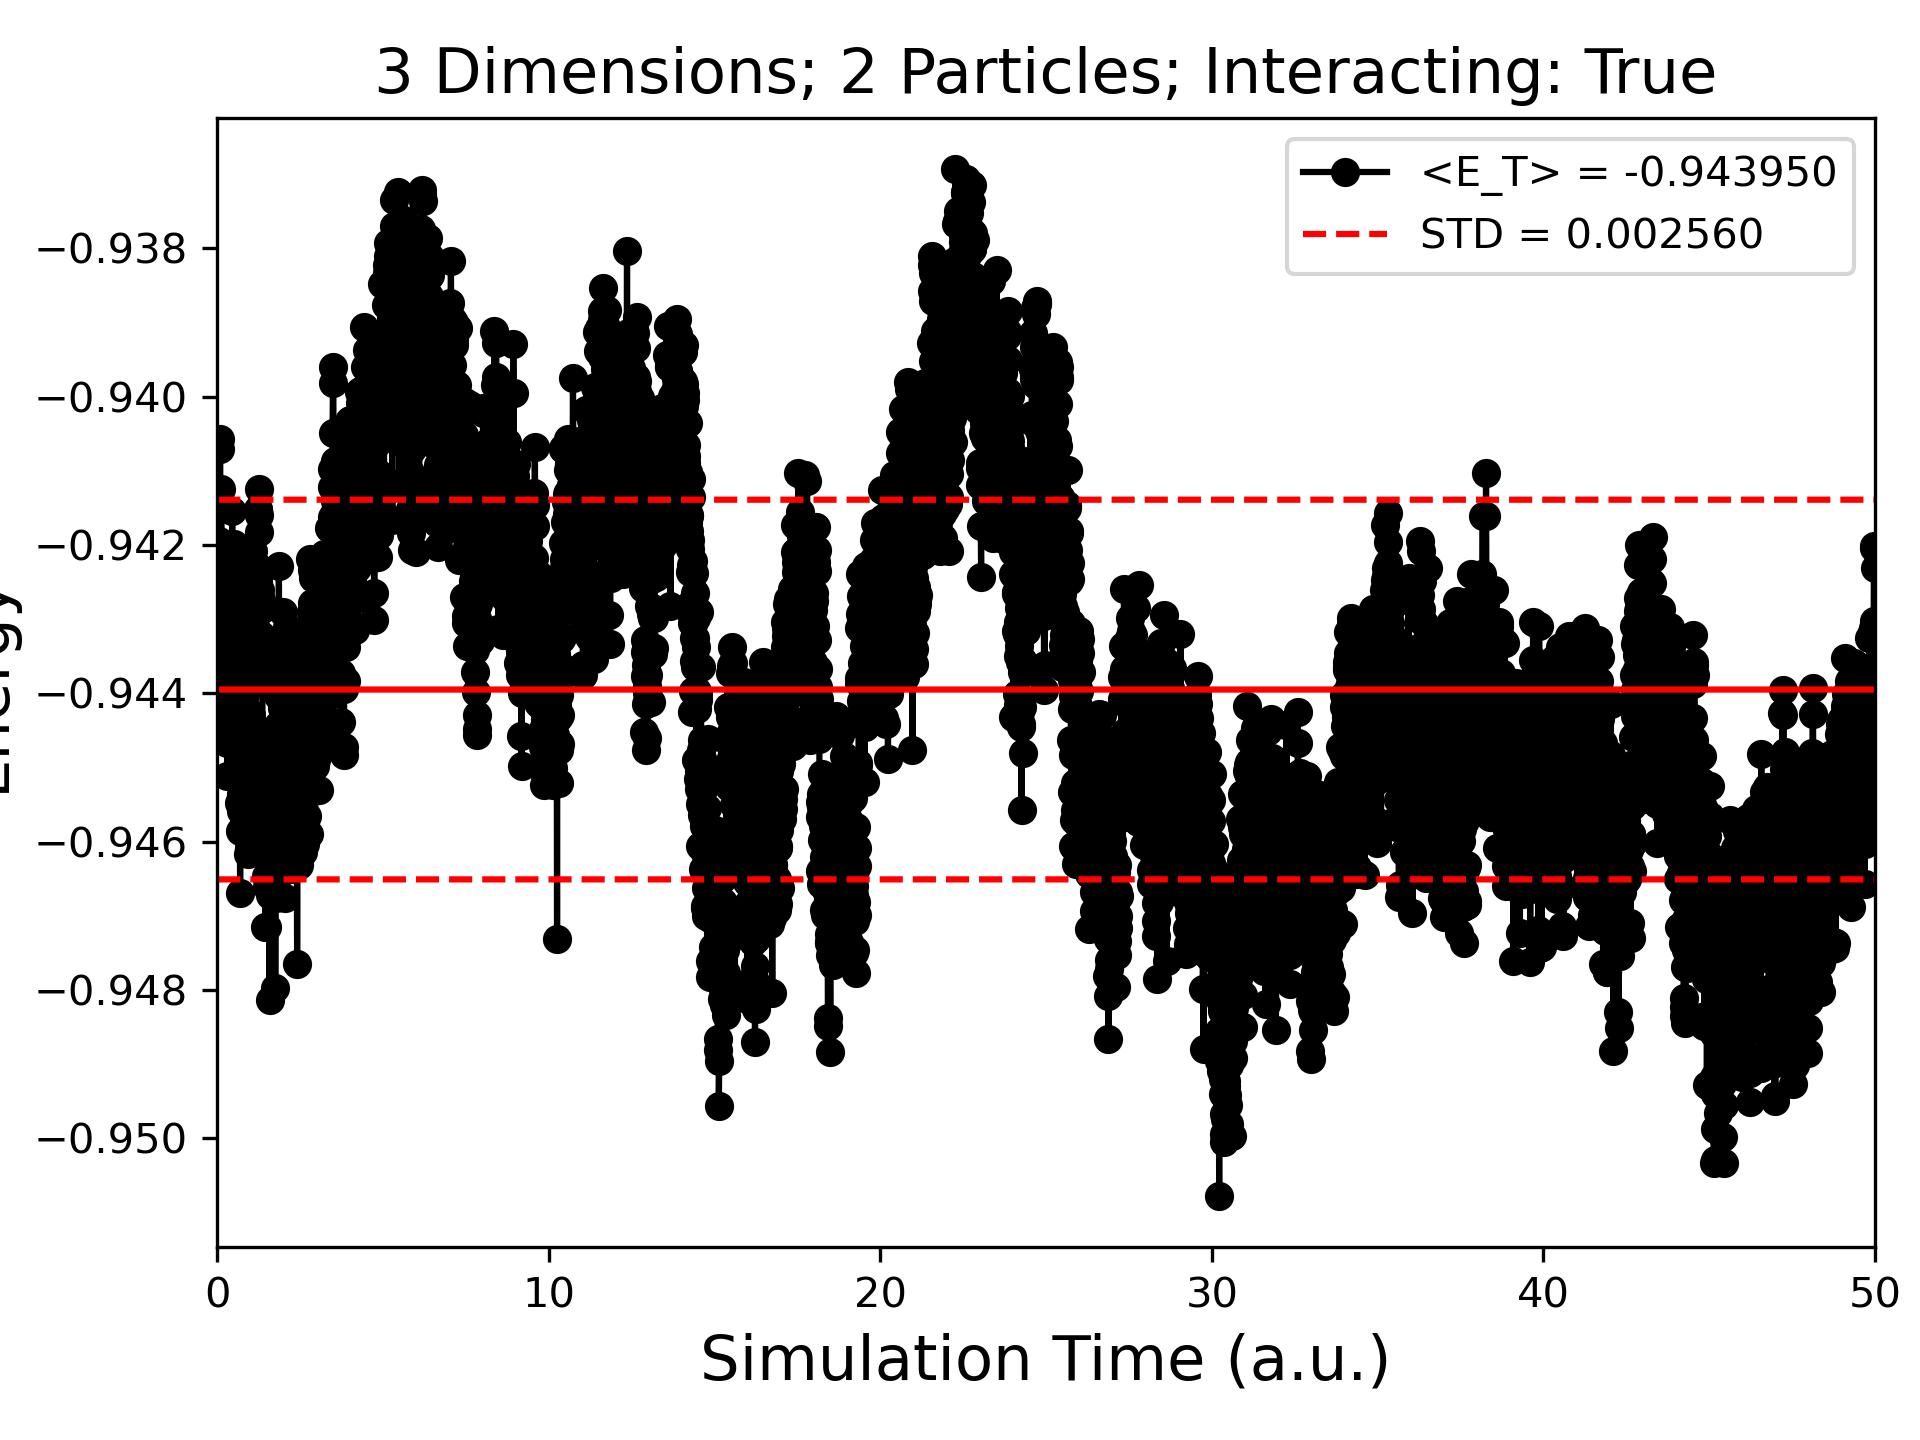 3 Dimensions; 2 Particles; Interacting: True
<E_T> = -0.943950
STD = 0.002560
−0.938
−0.940
−0.942
−0.944
−0.946
−0.948
−0.950
Energy
0 10 20 30 40 50
Simulation Time (a.u.)